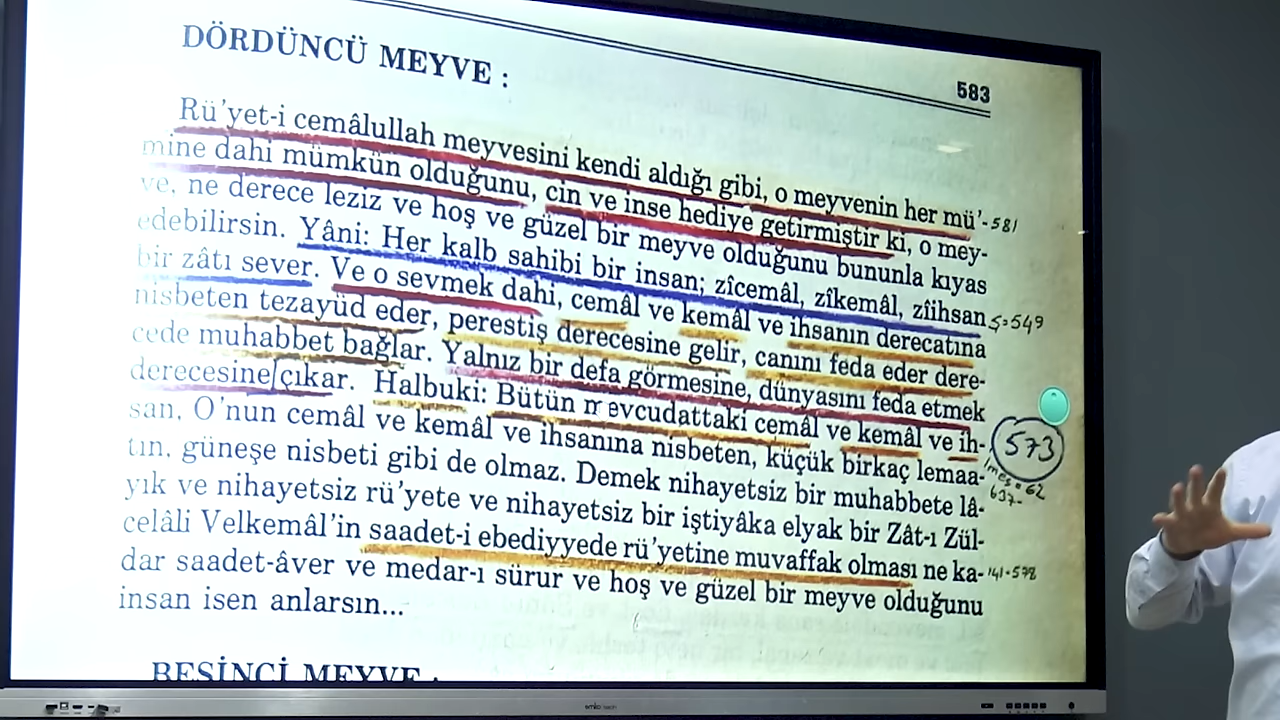 DÖRDÜNCÜ MEYVE :
583
Rü'yet-i cemâlullah meyvesini kendi aldığı gibi, o meyvenin her mü'-
mine dahi mümkün olduğunu, cin ve inse hediye getirmiştir ki, o mey-
ve, ne derece leziz ve hoş ve güzel bir meyve olduğunu bununla kıyas
edebilirsin. Yâni: Her kalb sahibi bir insan; zîcemâl, zîkemâl, zîihsan
bir zâtı sever. Ve o sevmek dahi, cemâl ve kemâl ve ihsanın derecatına
nisbeten tezayüd eder, perestiş derecesine gelir, canını feda eder dere-
cede muhabbet bağlar. Yalnız bir defa görmesine, dünyasını feda etmek
derecesine çıkar. Halbuki: Bütün mevcudattaki cemâl ve kemâl ve ih-
san, O'nun cemâl ve kemâl ve ihsanına nisbeten, küçük birkaç lemaa-
tın, güneşe nisbeti gibi de olmaz. Demek nihayetsiz bir muhabbete lâ-
yık ve nihayetsiz rü'yete ve nihayetsiz bir iştiyâka elyak bir Zât-ı Zül-
celâli Velkemâl'in saadet-i ebediyyede rü'yetine muvaffak olması ne ka-
dar saadet-âver ve medar-ı sürur ve hoş ve güzel bir meyve olduğunu
insan isen anlarsın...
BEŞİNCİ MEYVE :
581
549
573
637-
141-578